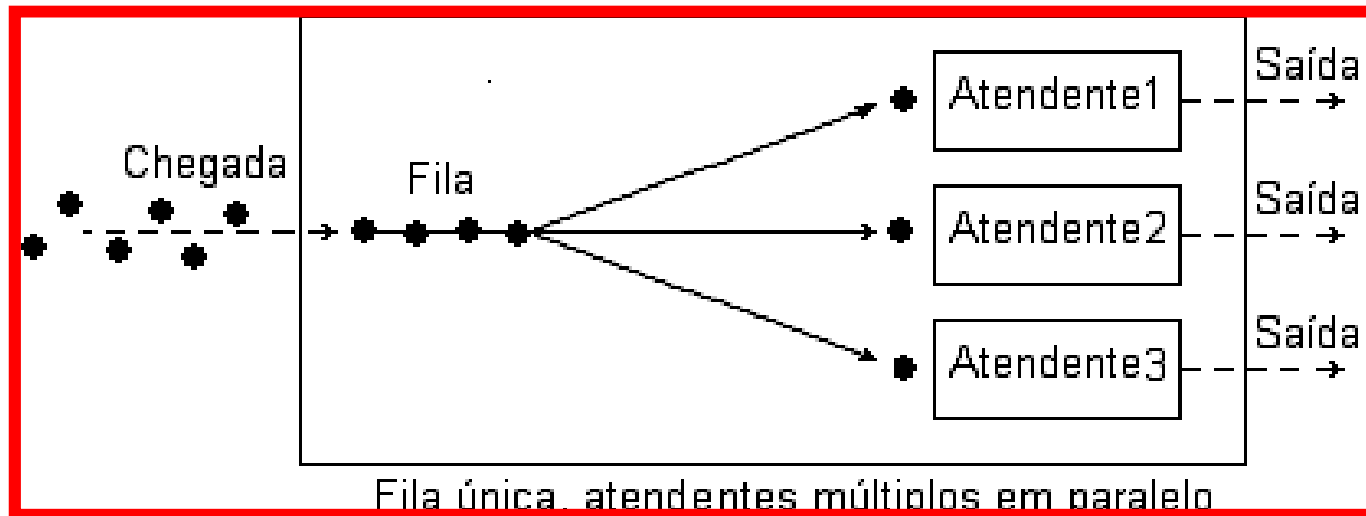 Chegada
Fila
Atendente1
Saída
Atendente2
Saída
Atendente3
Saída
Fila única, atendentes múltiplos em paralelo